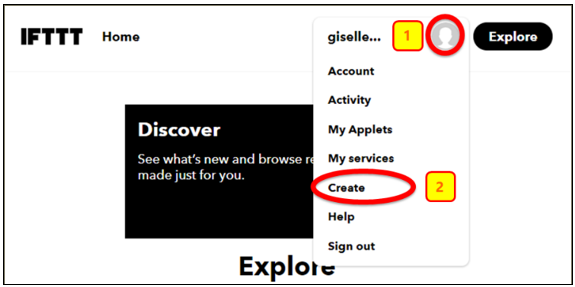 IFTTT Home giselle... 1 Explore
Account
Activity
My Applets
My services
Create 2
Help
Sign out
Discover
See what's new and browse re
made just for you.
Explore